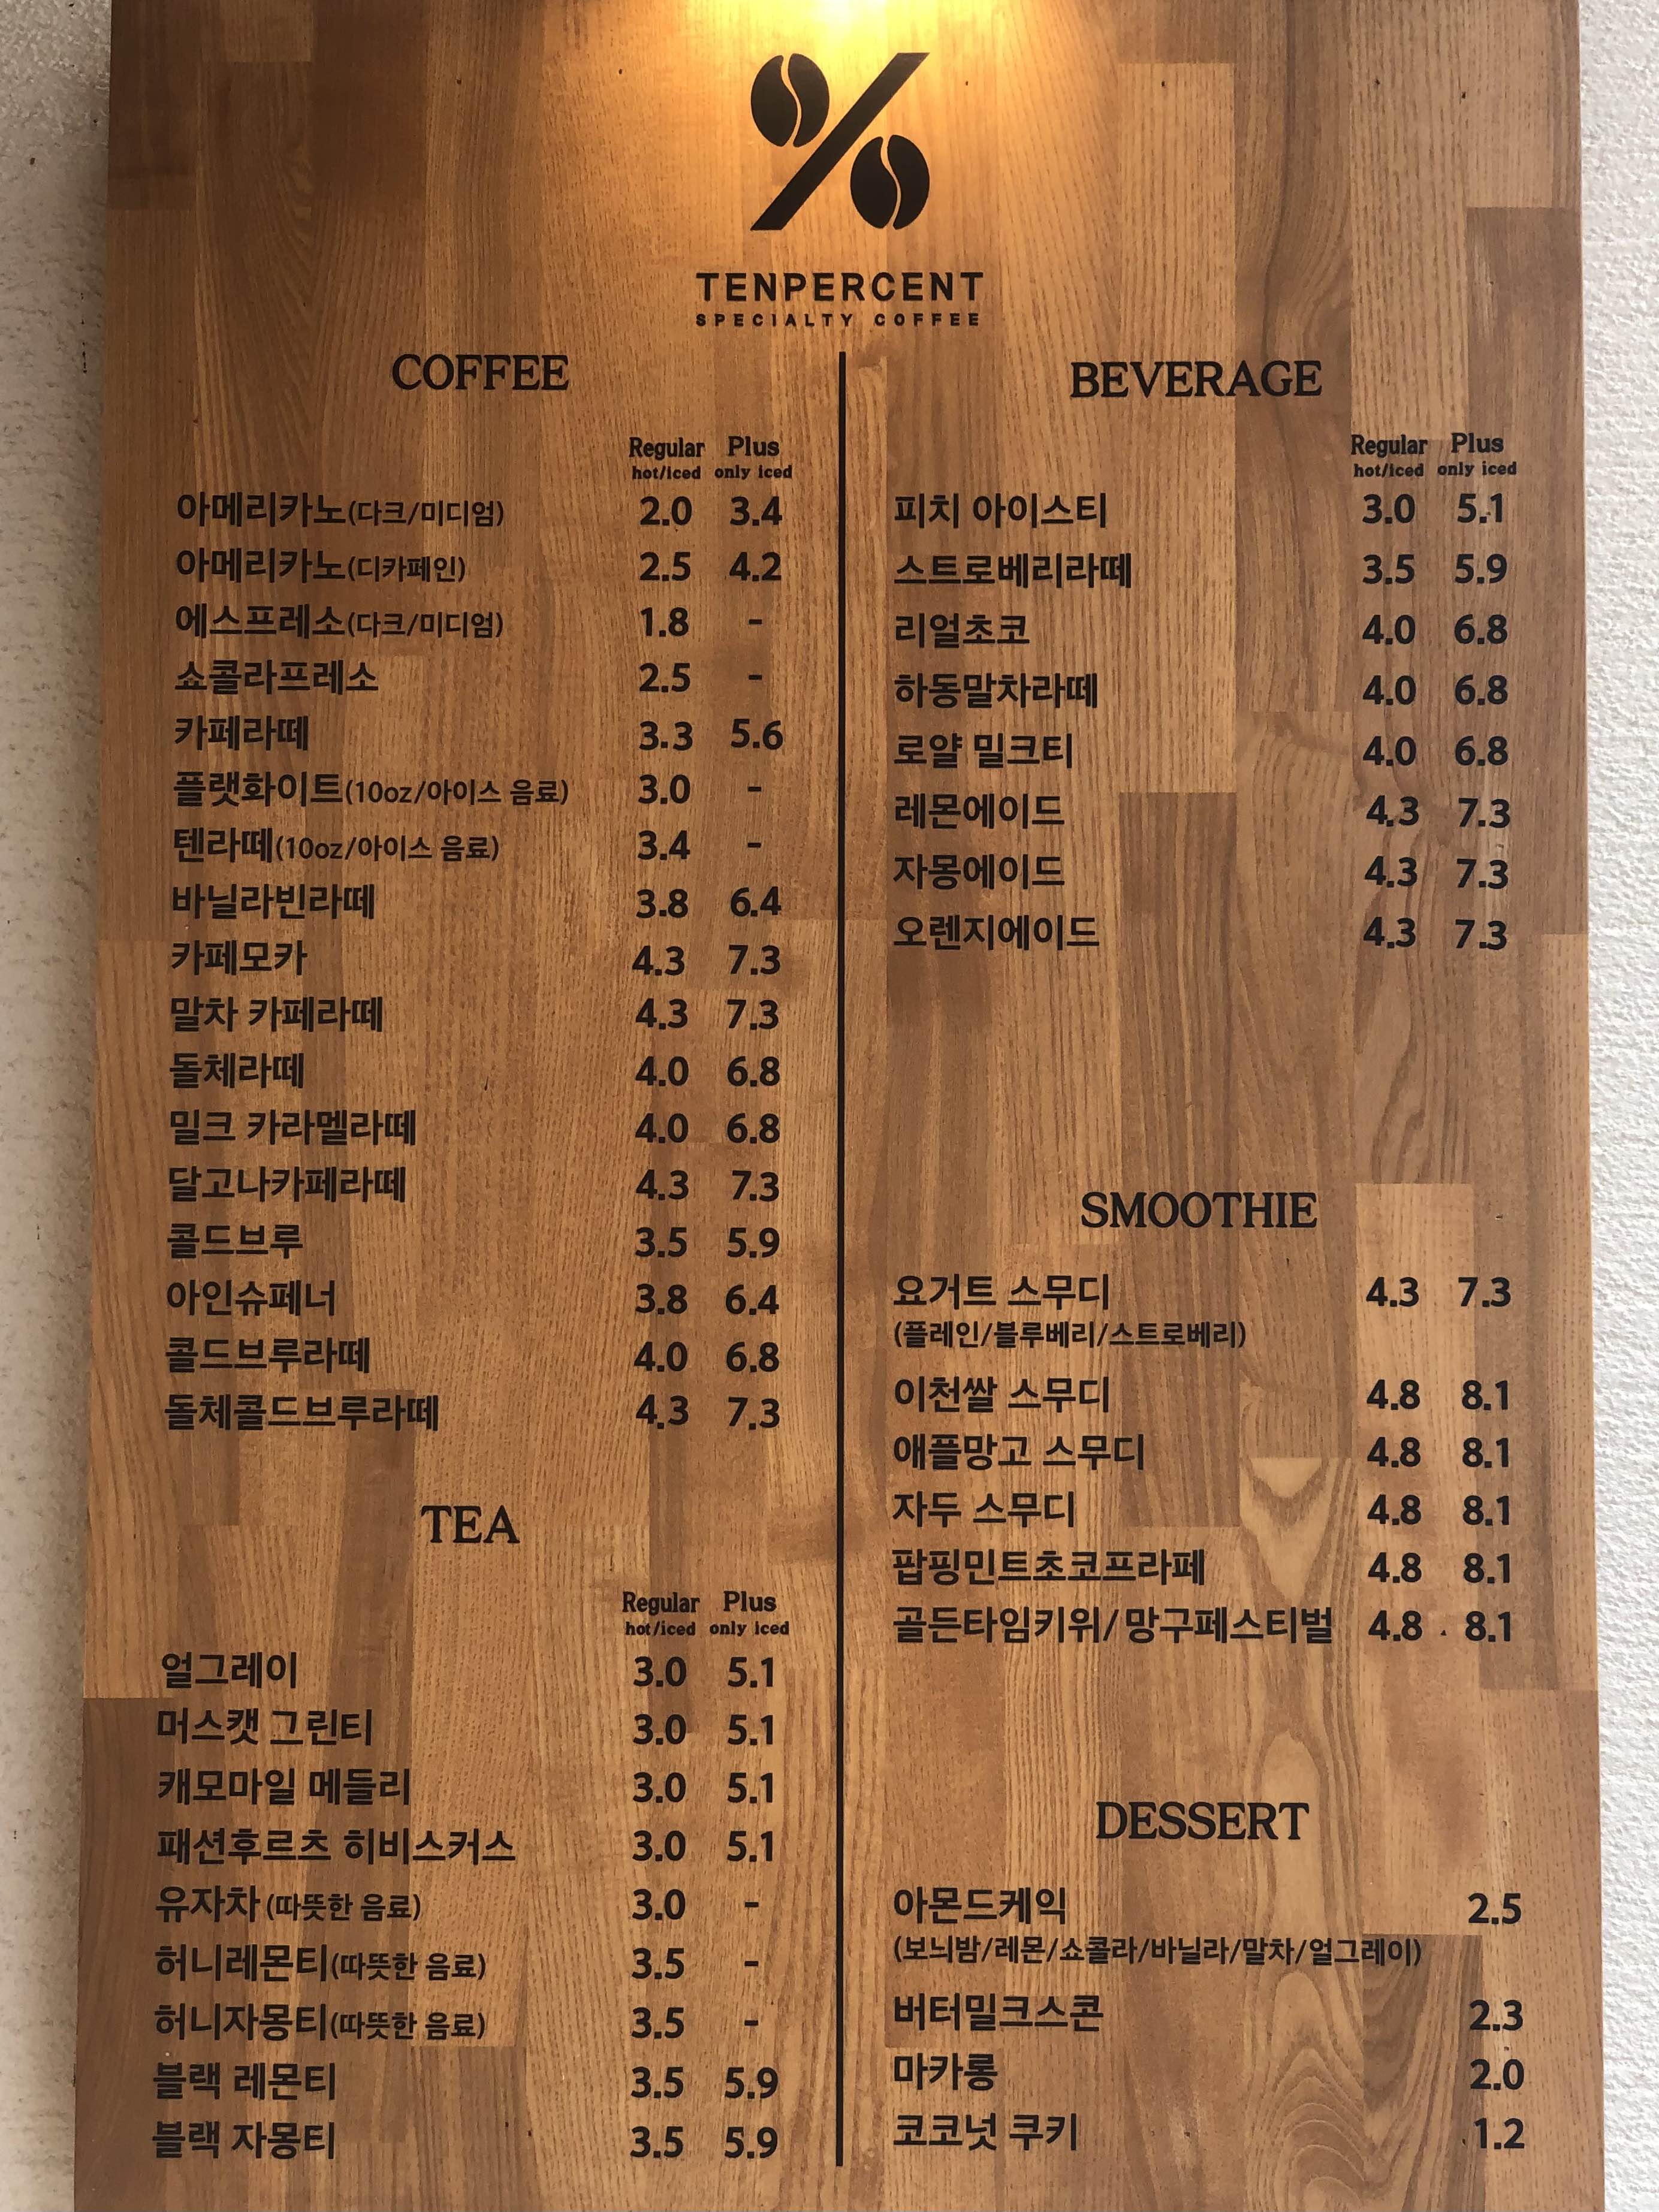 TENPERCENT
SPECIALTY COFFEE
COFFEE
Regular Plus
hot/iced only iced
아메리카노(다크/미디엄) 2.0 3.4
아메리카노(디카페인) 2.5 4.2
에스프레소(다크/미디엄) 1.8 -
쇼콜라프레소 2.5 -
카페라떼 3.3 5.6
플랫화이트(10oz/아이스 음료) 3.0 -
텐라떼(10oz/아이스 음료) 3.4 -
바닐라빈라떼 3.8 6.4
카페모카 4.3 7.3
말차 카페라떼 4.3 7.3
돌체라떼 4.0 6.8
밀크 카라멜라떼 4.0 6.8
달고나카페라떼 4.3 7.3
콜드브루 3.5 5.9
아인슈페너 3.8 6.4
콜드브루라떼 4.0 6.8
돌체콜드브루라떼 4.3 7.3
TEA
Regular Plus
hot/iced only iced
얼그레이 3.0 5.1
머스캣 그린티 3.0 5.1
캐모마일 메들리 3.0 5.1
패션후르츠 히비스커스 3.0 5.1
유자차 (따뜻한 음료) 3.0 -
허니레몬티(따뜻한 음료) 3.5 -
허니자몽티(따뜻한 음료) 3.5 -
블랙 레몬티 3.5 5.9
블랙 자몽티 3.5 5.9
BEVERAGE
Regular Plus
hot/iced only iced
피치 아이스티 3.0 5.1
스트로베리라떼 3.5 5.9
리얼초코 4.0 6.8
하동말차라떼 4.0 6.8
로얄 밀크티 4.0 6.8
레몬에이드 4.3 7.3
자몽에이드 4.3 7.3
오렌지에이드 4.3 7.3
SMOOTHIE
요거트 스무디 4.3 7.3
(플레인/블루베리/스트로베리)
이천쌀 스무디 4.8 8.1
애플망고 스무디 4.8 8.1
자두 스무디 4.8 8.1
팝핑민트초코프라페 4.8 8.1
골든타임키위/망구페스티벌 4.8 8.1
DESSERT
아몬드케익 2.5
(보늬밤/레몬/쇼콜라/바닐라/말차/얼그레이)
버터밀크스콘 2.3
마카롱 2.0
코코넛 쿠키 1.2